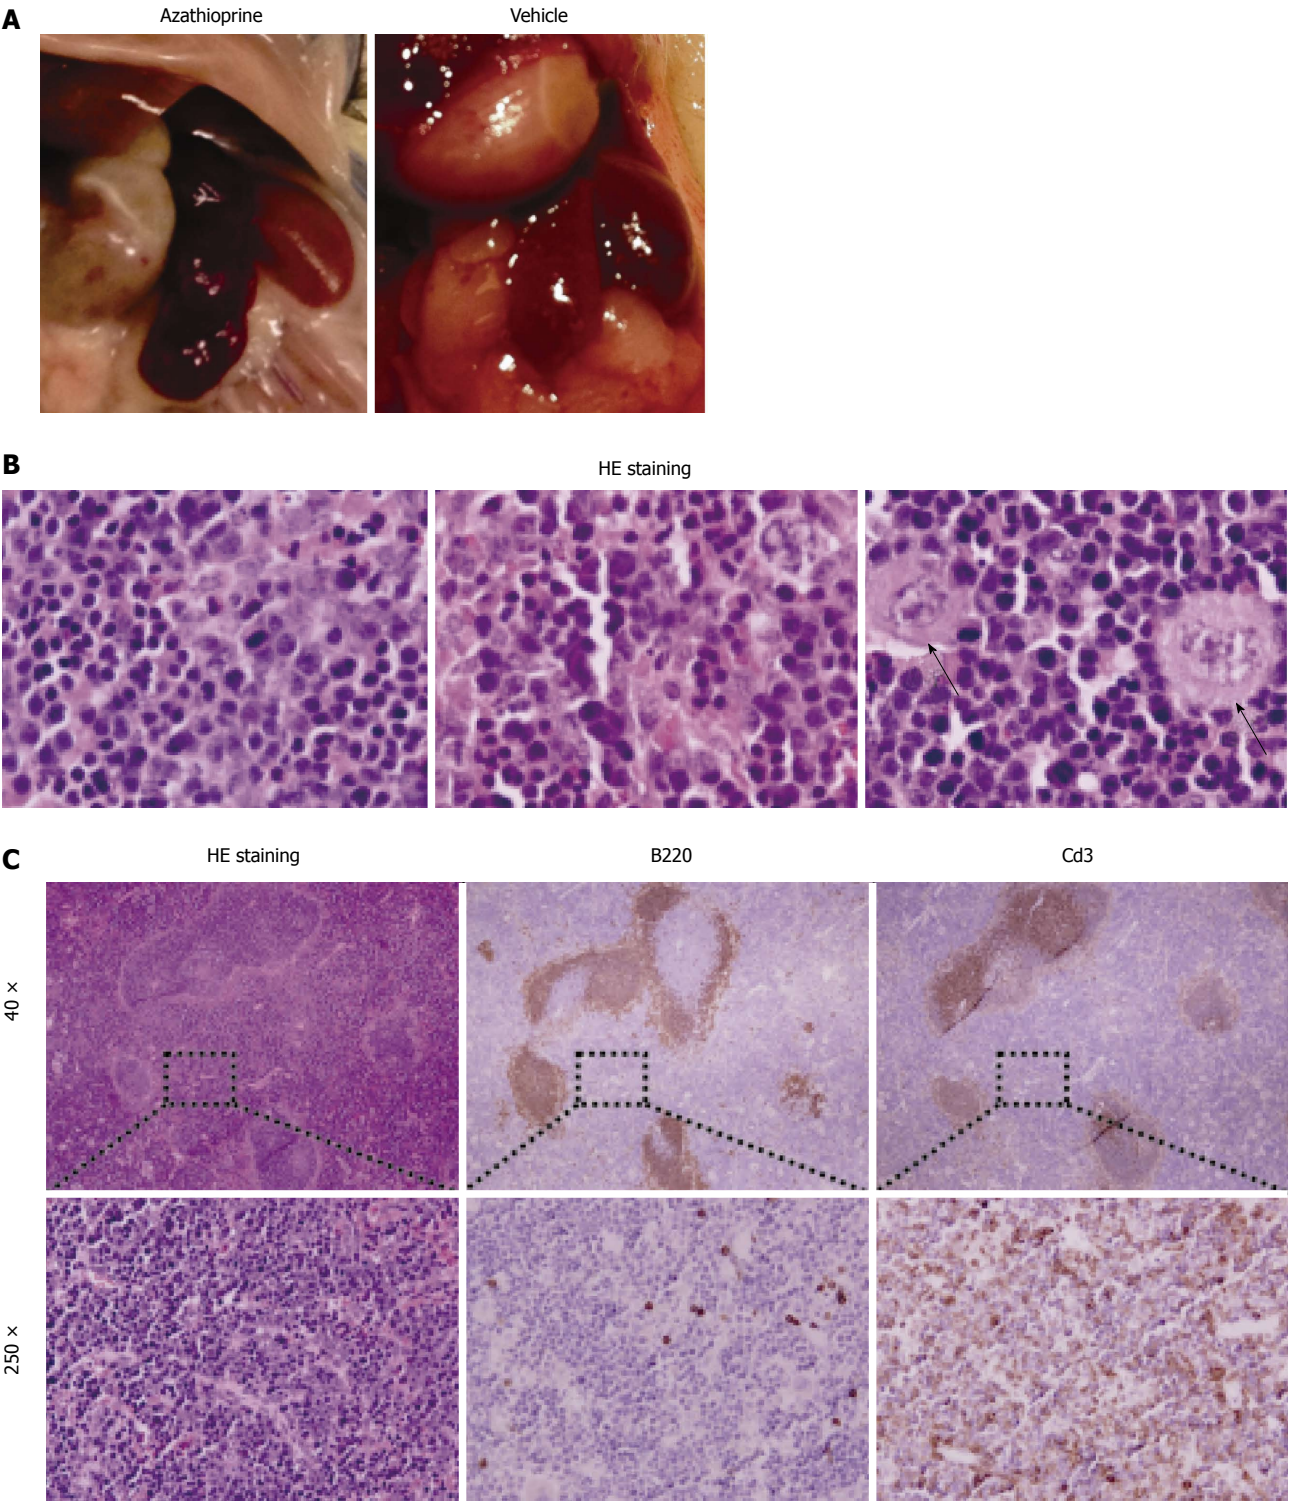 A
Azathioprine
Vehicle
B
HE staining
C
HE staining
B220
Cd3
40 ×
250 ×